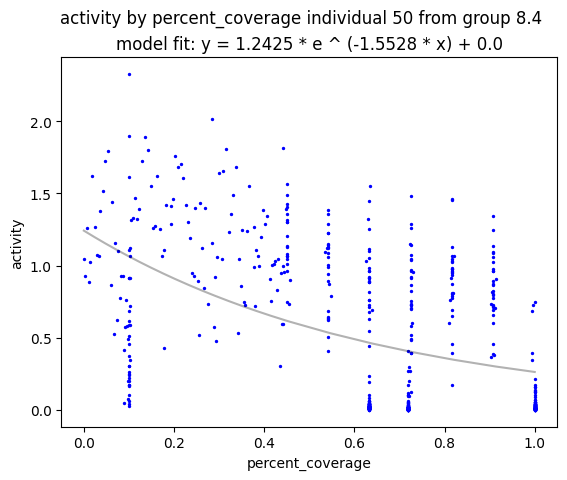 activity by percent_coverage individual 50 from group 8.4
model fit: y = 1.2425 * e ^ (-1.5528 * x) + 0.0
2.0
1.5
1.0
0.5
0.0
activity
0.0 0.2 0.4 0.6 0.8 1.0
percent_coverage